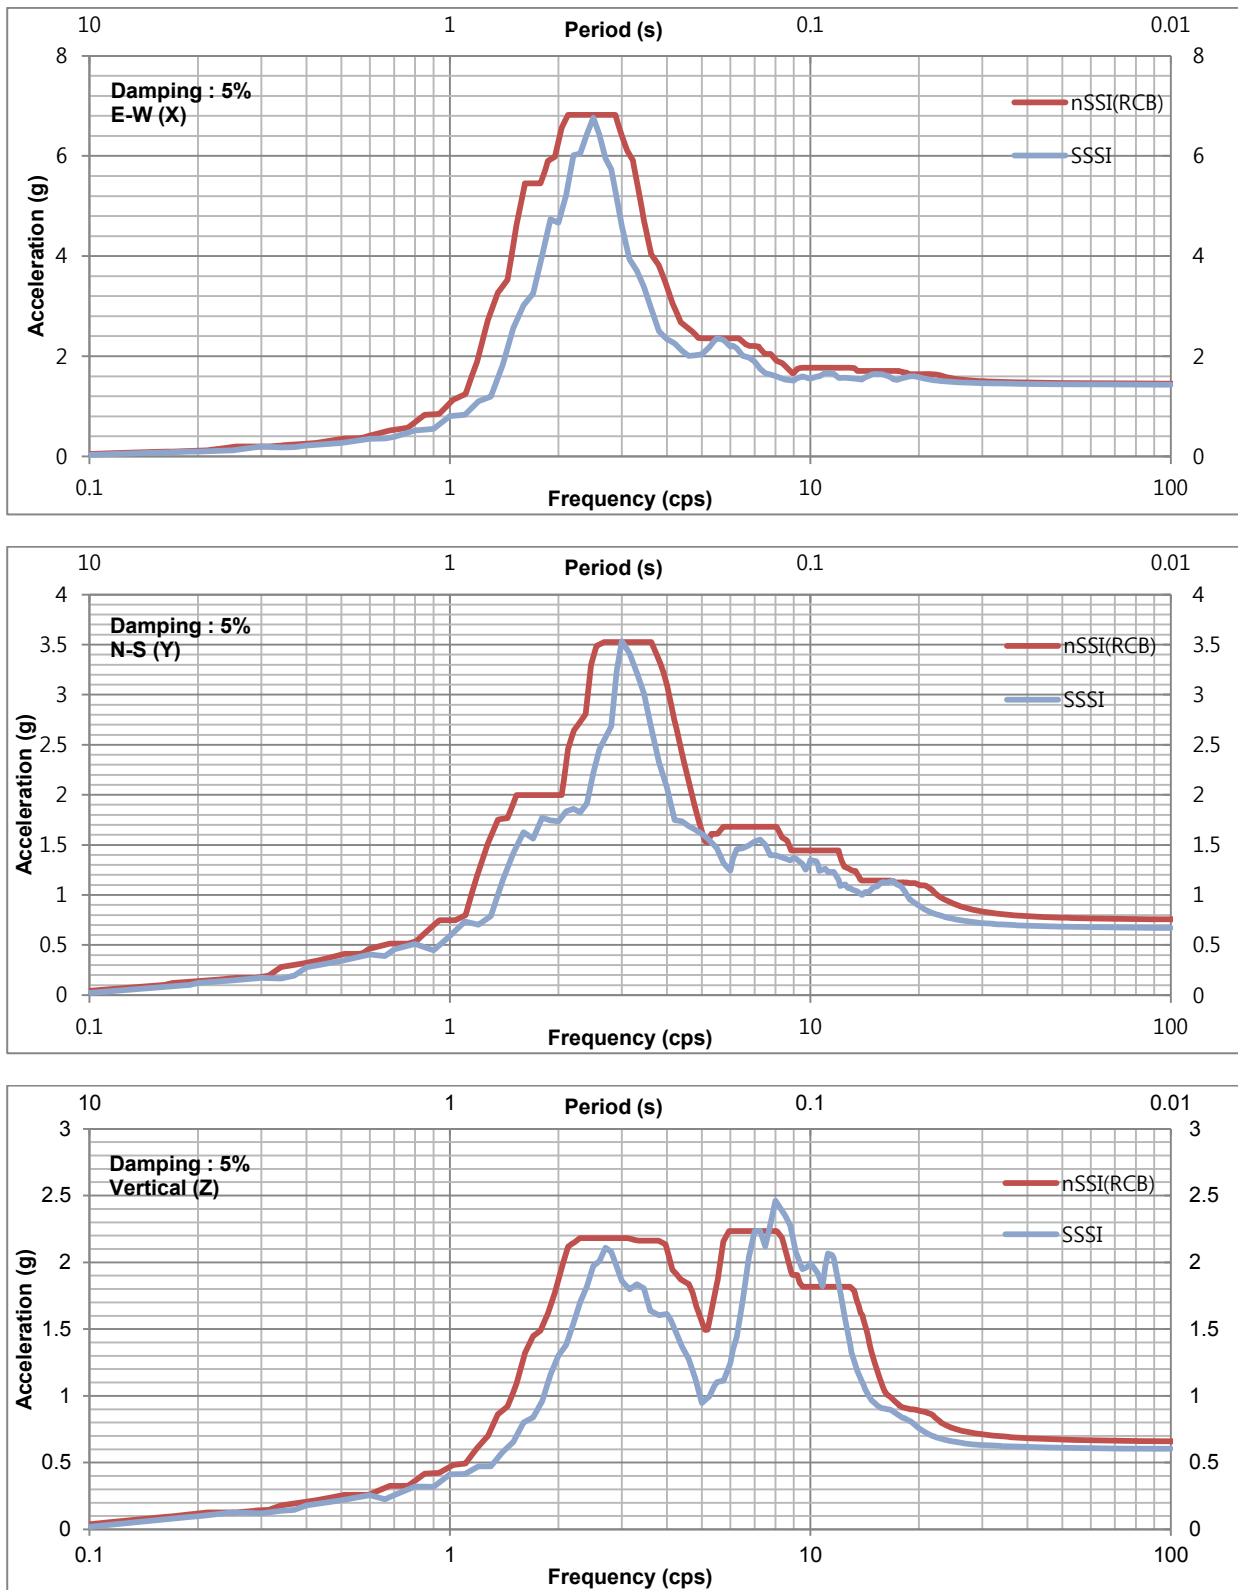 10 1 Period (s) 0.1 0.01
8 8
Damping : 5%
E-W (X)
nSSI(RCB)
6 6
SSSI
Acceleration (g)
4 4
2 2
0 0
0.1 1 10 100
Frequency (cps)
10 1 Period (s) 0.1 0.01
4 4
Damping : 5%
N-S (Y)
nSSI(RCB)
3.5 3.5
SSSI
3 3
2.5 2.5
Acceleration (g)
2 2
1.5 1.5
1 1
0.5 0.5
0 0
0.1 1 10 100
Frequency (cps)
10 1 Period (s) 0.1 0.01
3 3
Damping : 5%
Vertical (Z)
nSSI(RCB)
2.5 2.5
SSSI
2 2
Acceleration (g)
1.5 1.5
1 1
0.5 0.5
0 0
0.1 1 10 100
Frequency (cps)